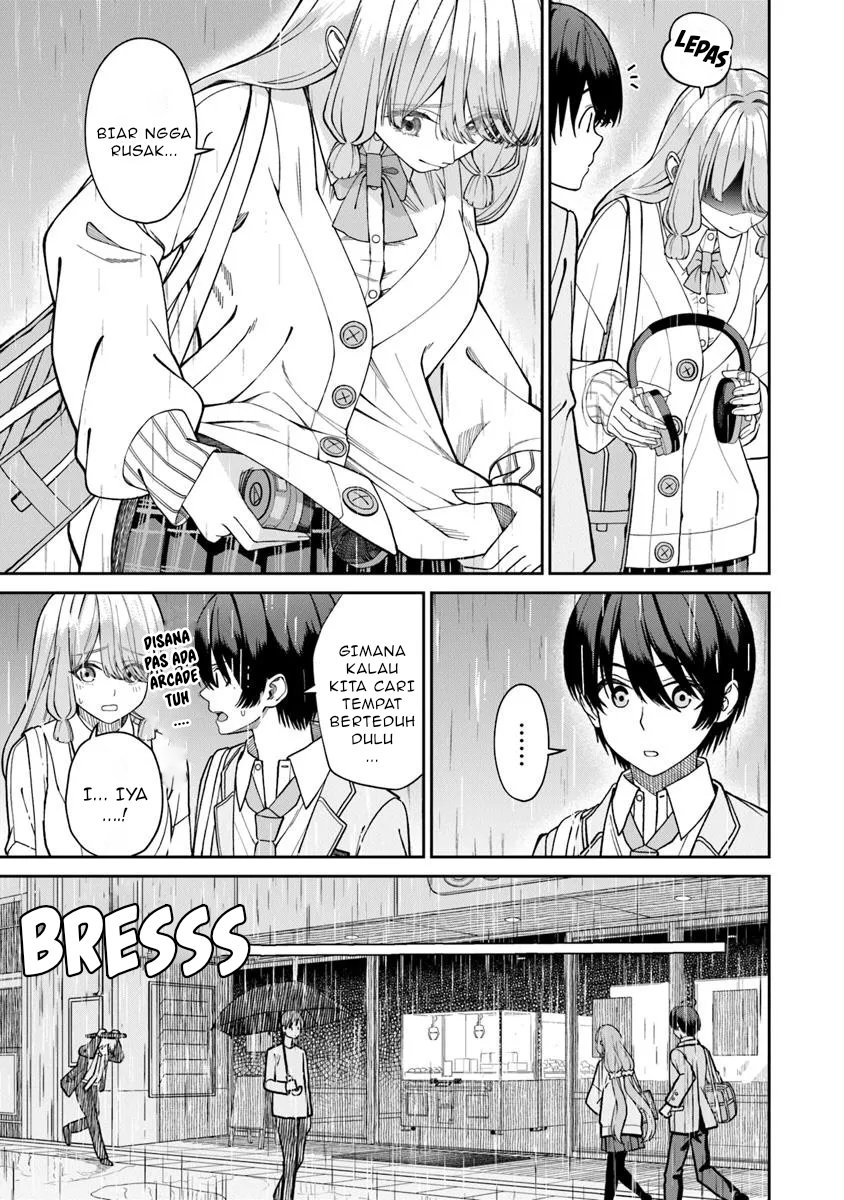 LEPAS
BIAR NGGA
RUSAK...
........
GIMANA
KALAU
KITA CARI
TEMPAT
BERTEDUH
DULU
...
DISANA
PAS ADA
ARCADE
TUH
....
I... IYA
....!
BRESSS